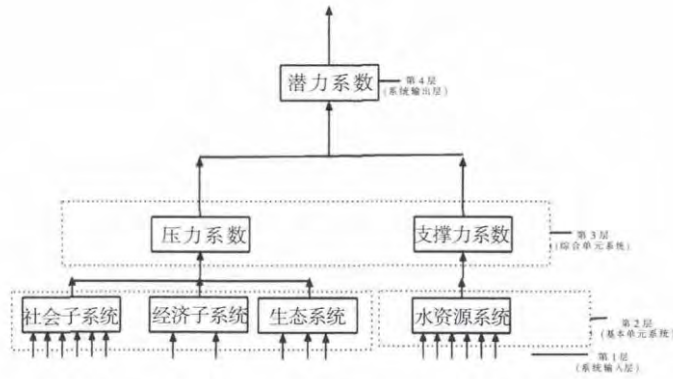 潜力系数
第4层
(系统输出层)
压力系数
支撑力系数
第3层
(综合单元系统)
社会子系统
经济子系统
生态系统
水资源系统
第2层
(基本单元系统)
第1层
(系统输入层)